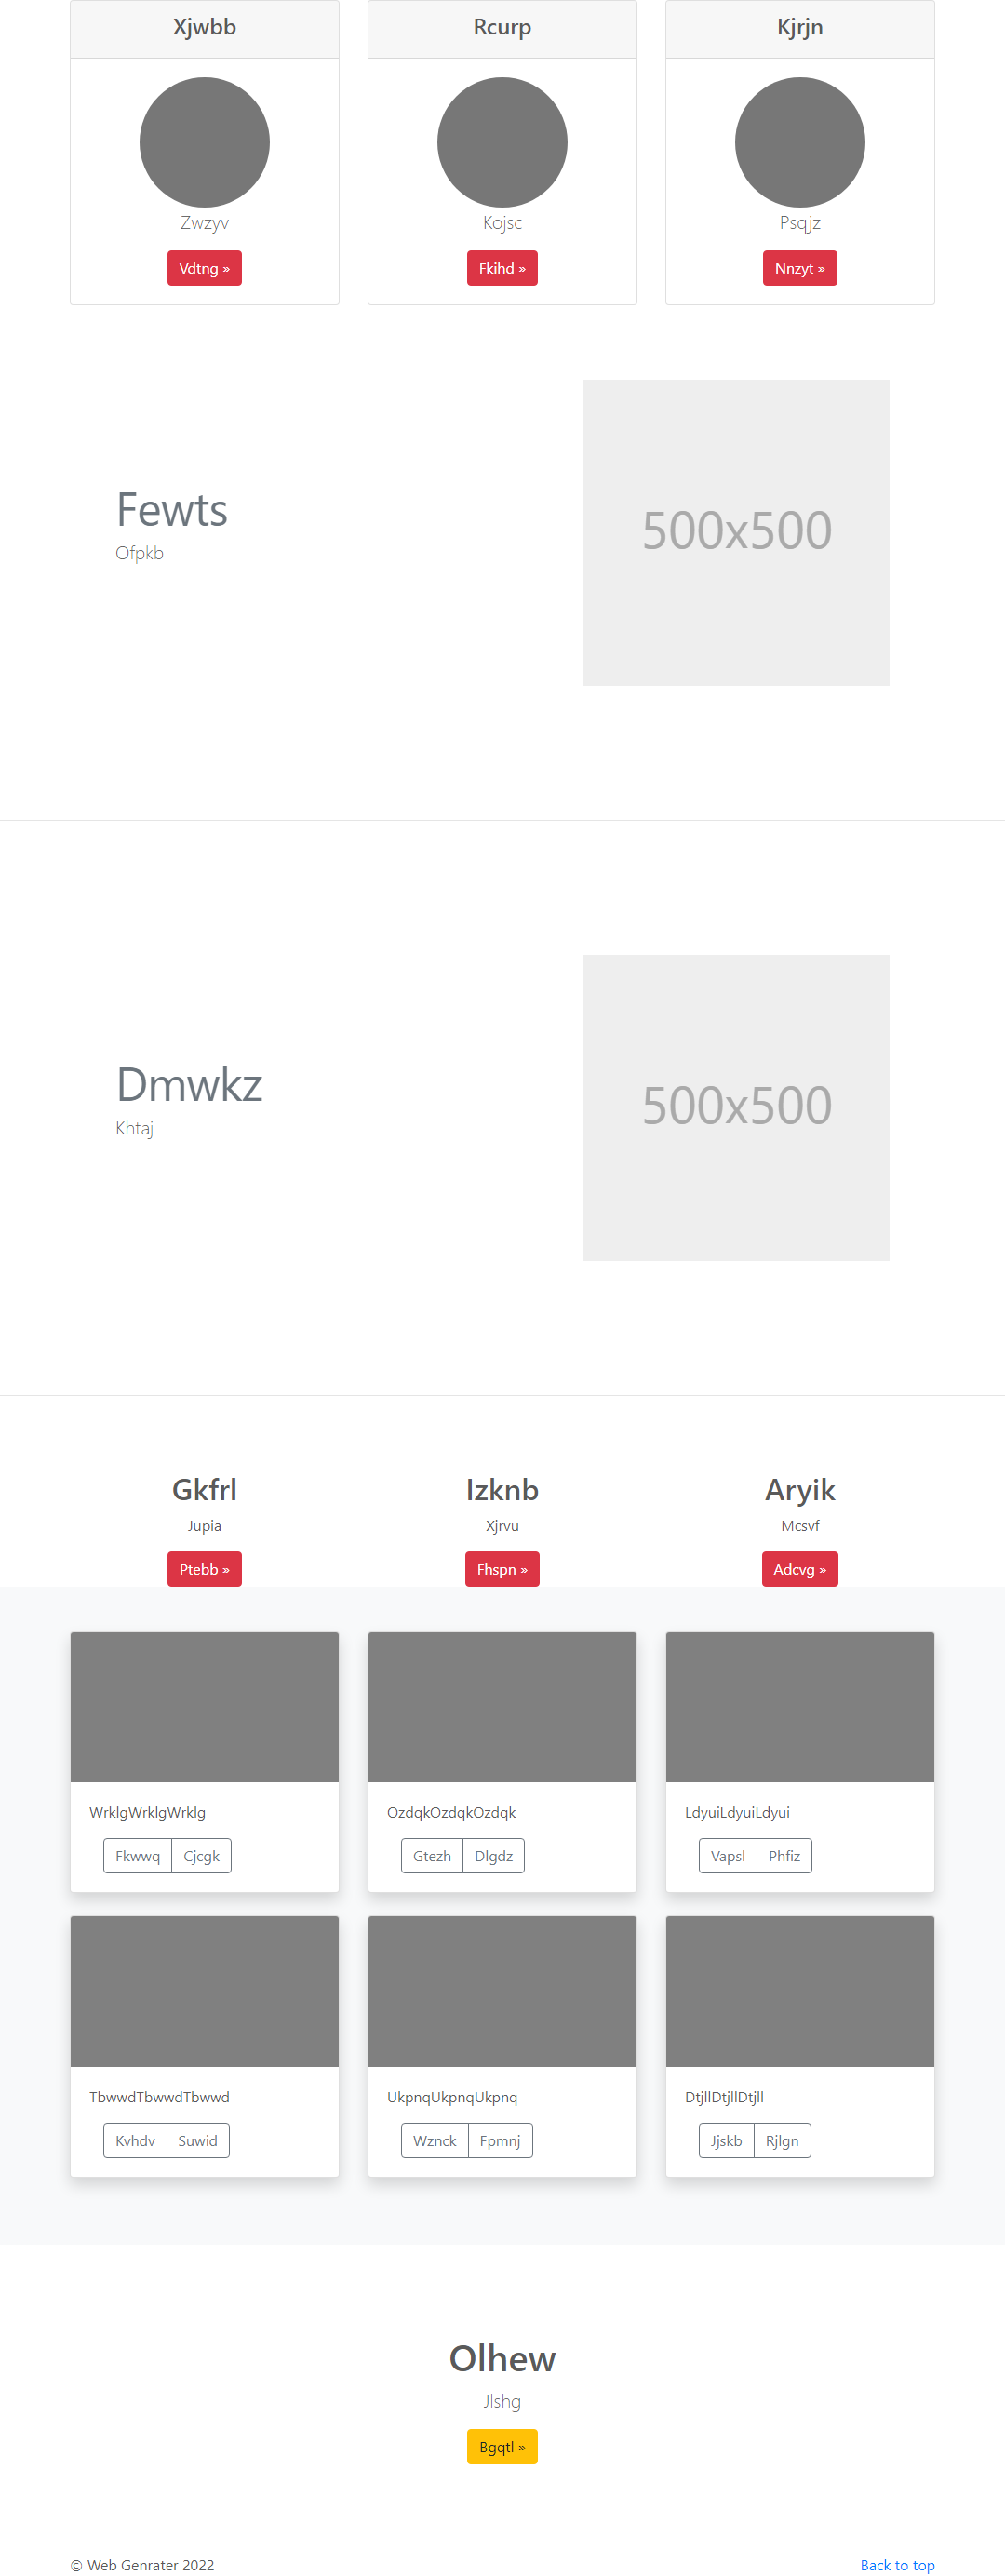 Xjwbb
Rcurp
Kjrjn
Zwzyv
Kojsc
Psqjz
Vdtng »
Fkihd »
Nnzyt »
Fewts
Ofpkb
500x500
Dmwkz
Khtaj
500x500
Gkfrl
Izknb
Aryik
Jupia
Xjrvu
Mcsvf
Ptebb »
Fhspn »
Adcvg »
WrklgWrklgWrklg
OzdqkOzdqkOzdqk
LdyuiLdyuiLdyui
Fkwwq Cjcgk
Gtezh Dlgdz
Vapsl Phfiz
TbwwdTbwwdTbwwd
UkpnqUkpnqUkpnq
DtjllDtjllDtjll
Kvhdv Suwid
Wznck Fpmnj
Jjskb Rjlgn
Olhew
Jlshg
Bgqtl »
© Web Genrater 2022
Back to top